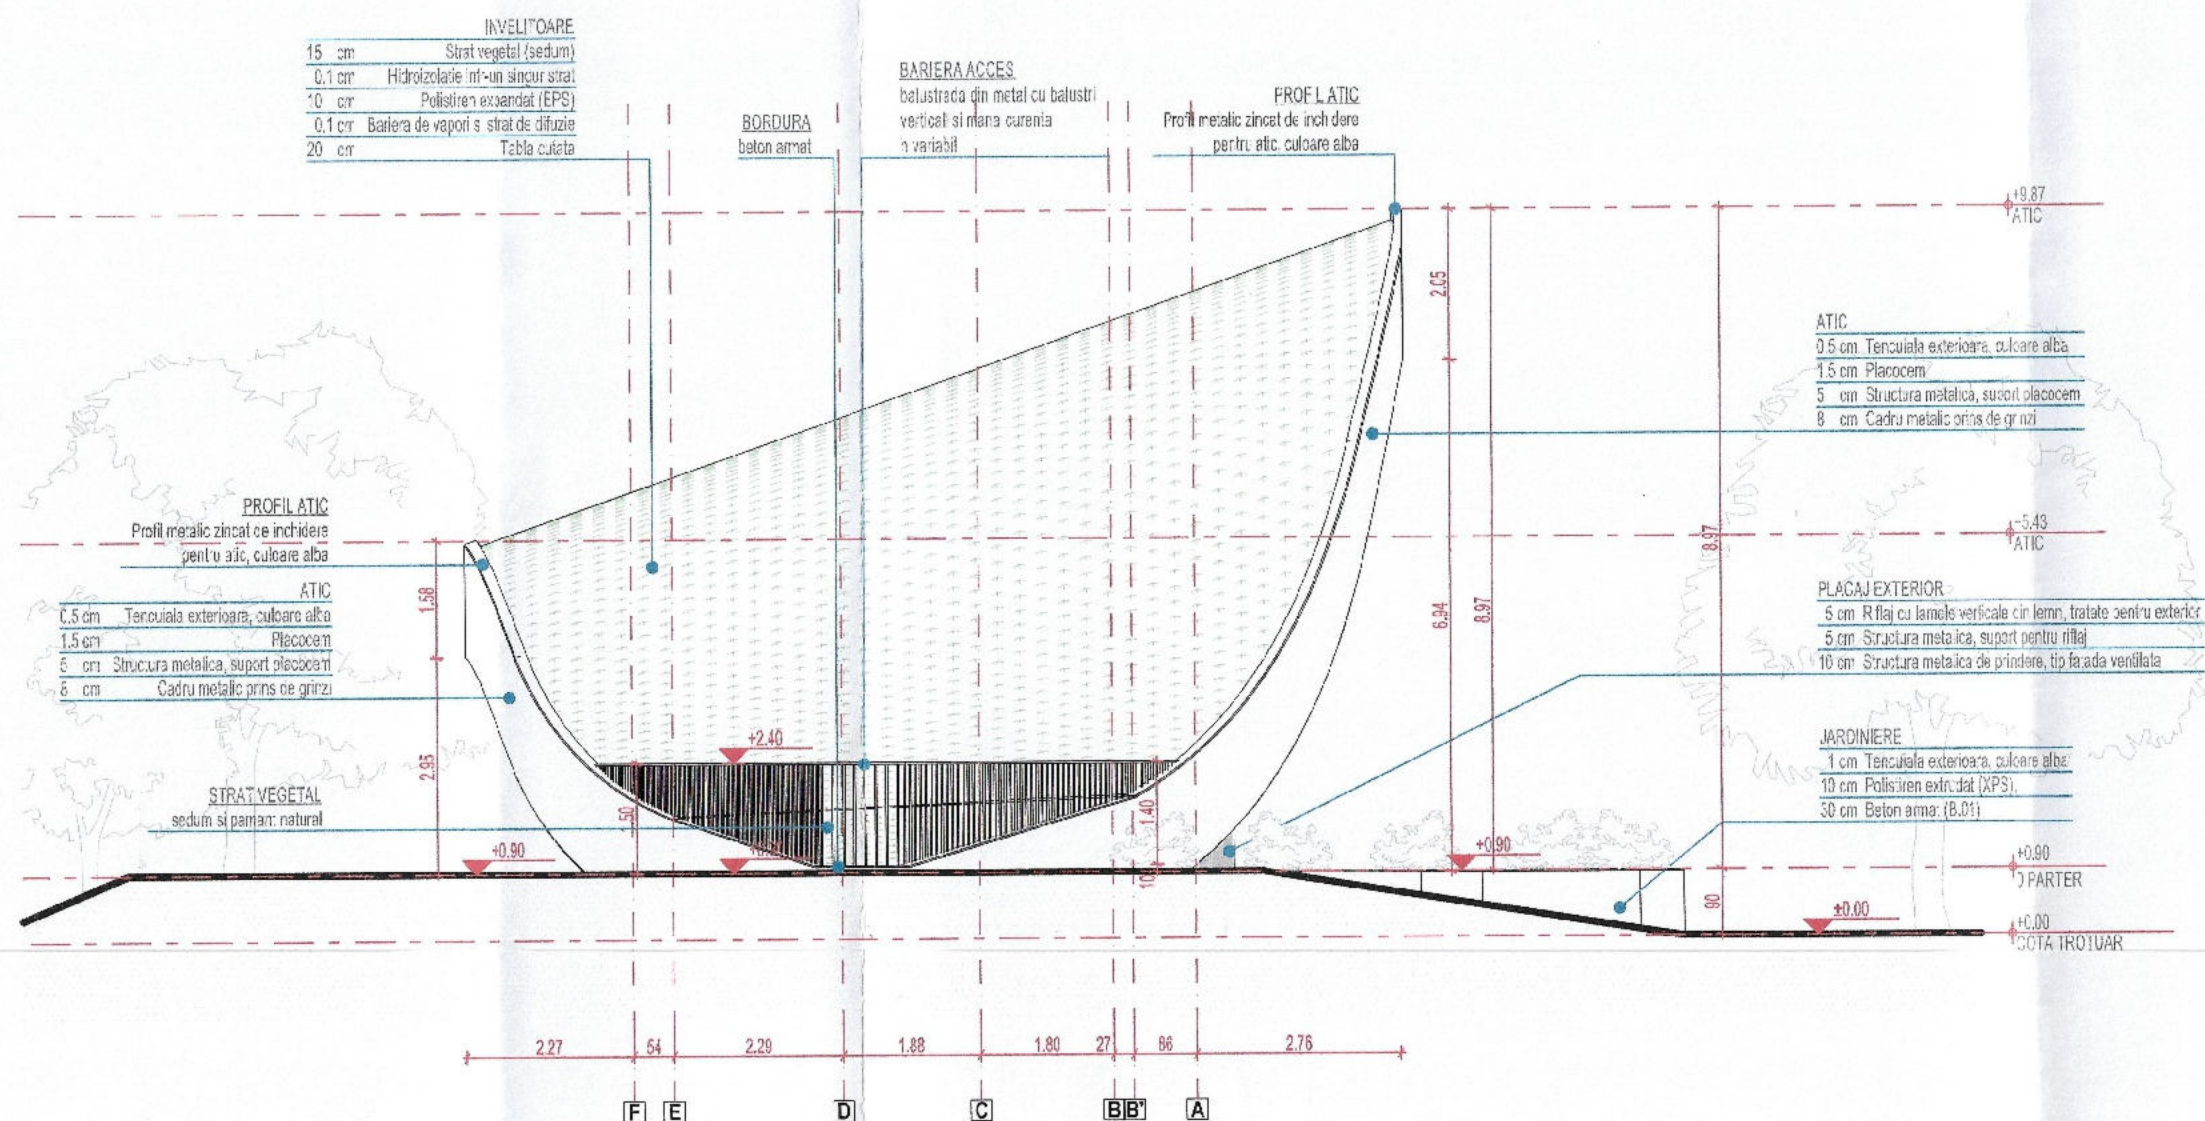 INVELITOARE
15 cm Strat vegetal (sedum)
0.1 cm Hidroizolatie intr-un singur strat
10 cm Polistiren expandat (EPS)
0,1 cm Bariera de vapori si strat de difuzie
20 cm Tabla cutata
BORDURA
beton armat
BARIERA ACCES
balustrada din metal cu balustri
verticali si mana curenta
h variabil
PROFIL ATIC
Profil metalic zincat de inchidere
pentru atic, culoare alba
+9.87
ATIC
2.05
ATIC
0.5 cm Tencuiala exterioara, culoare alba
1.5 cm Placocem
5 cm Structura metalica, suport placocem
8 cm Cadru metalic prins de grinzi
PROFIL ATIC
Profil metalic zincat de inchidere
pentru atic, culoare alba
5.43
ATIC
8.97
ATIC
0.5 cm Tencuiala exterioara, culoare alba
1.5 cm Placocem
5 cm Structura metalica, suport placocem
8 cm Cadru metalic prins de grinzi
1.58
6.94
8.97
PLACAJ EXTERIOR
5 cm Riflaj cu lamele verticale din lemn, tratate pentru exterior
5 cm Structura metalica, suport pentru riflaj
10 cm Structura metalica de prindere, tip fatada ventilata
2.95
+2.40
JARDINIERE
1 cm Tencuiala exterioara, culoare alba
10 cm Polistiren extrudat (XPS),
30 cm Beton armat (B.01)
STRAT VEGETAL
sedum si pamant natural
.50
1.40
+0.90
+0.90
10
+0.90
PARTER
90
±0.00
+0.00
COTA TROTUAR
2.27 54 2.29 1.88 1.80 27 86 2.76
F E D C B B' A